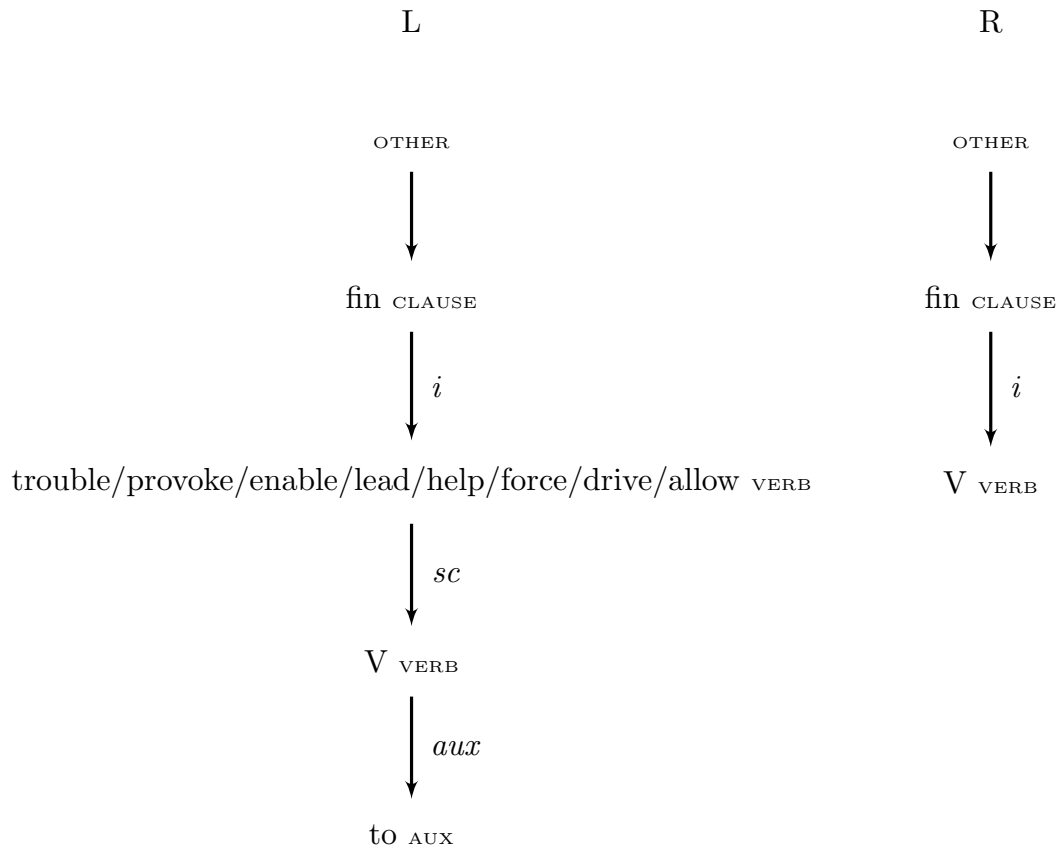 L R
OTHER OTHER
fin CLAUSE fin CLAUSE
i i
trouble/provoke/enable/lead/help/force/drive/allow VERB V VERB
sc
V VERB
aux
to AUX